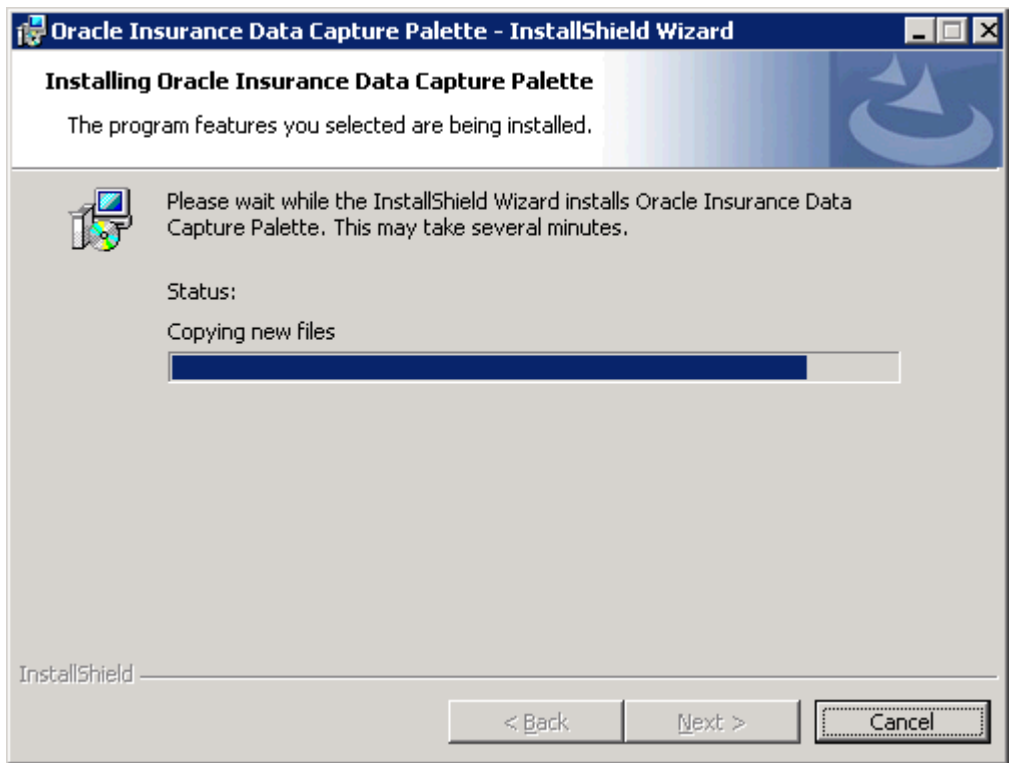 Oracle Insurance Data Capture Palette - InstallShield Wizard
Installing Oracle Insurance Data Capture Palette
The program features you selected are being installed.
Please wait while the InstallShield Wizard installs Oracle Insurance Data
Capture Palette. This may take several minutes.
Status:
Copying new files
InstallShield
< Back
Next >
Cancel